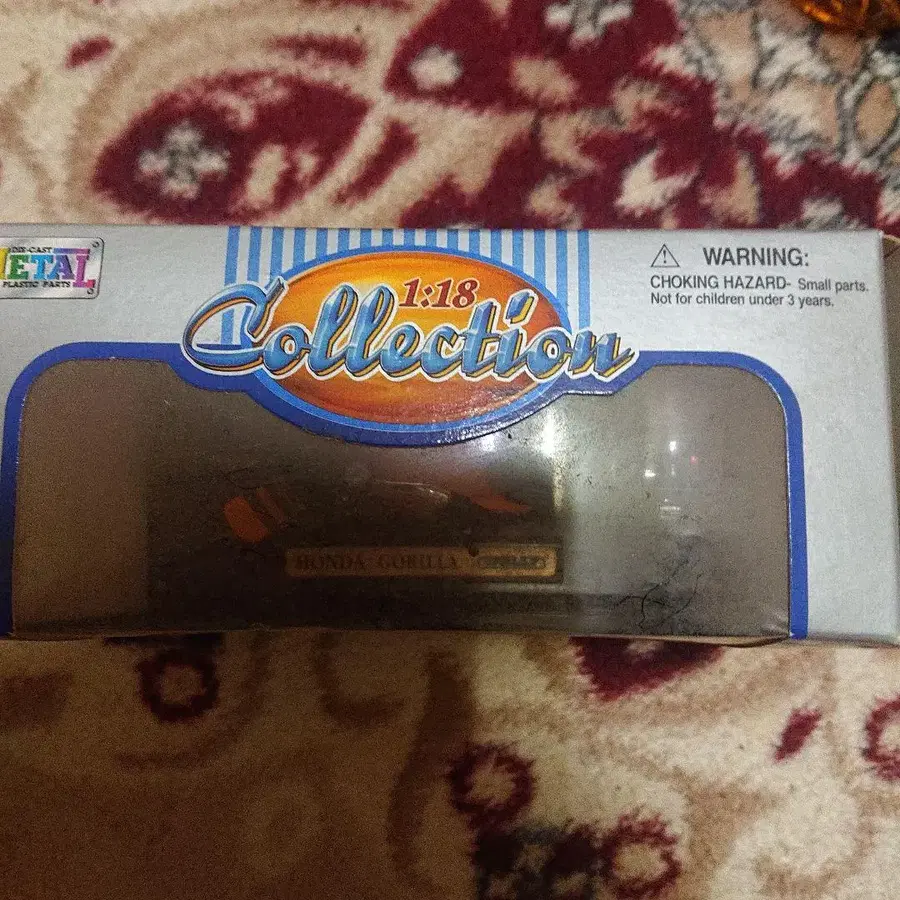 DIE-CAST
METAL
PLASTIC PARTS
1:18
Collection
WARNING:
CHOKING HAZARD- Small parts.
Not for children under 3 years.
HONDA GORILLA